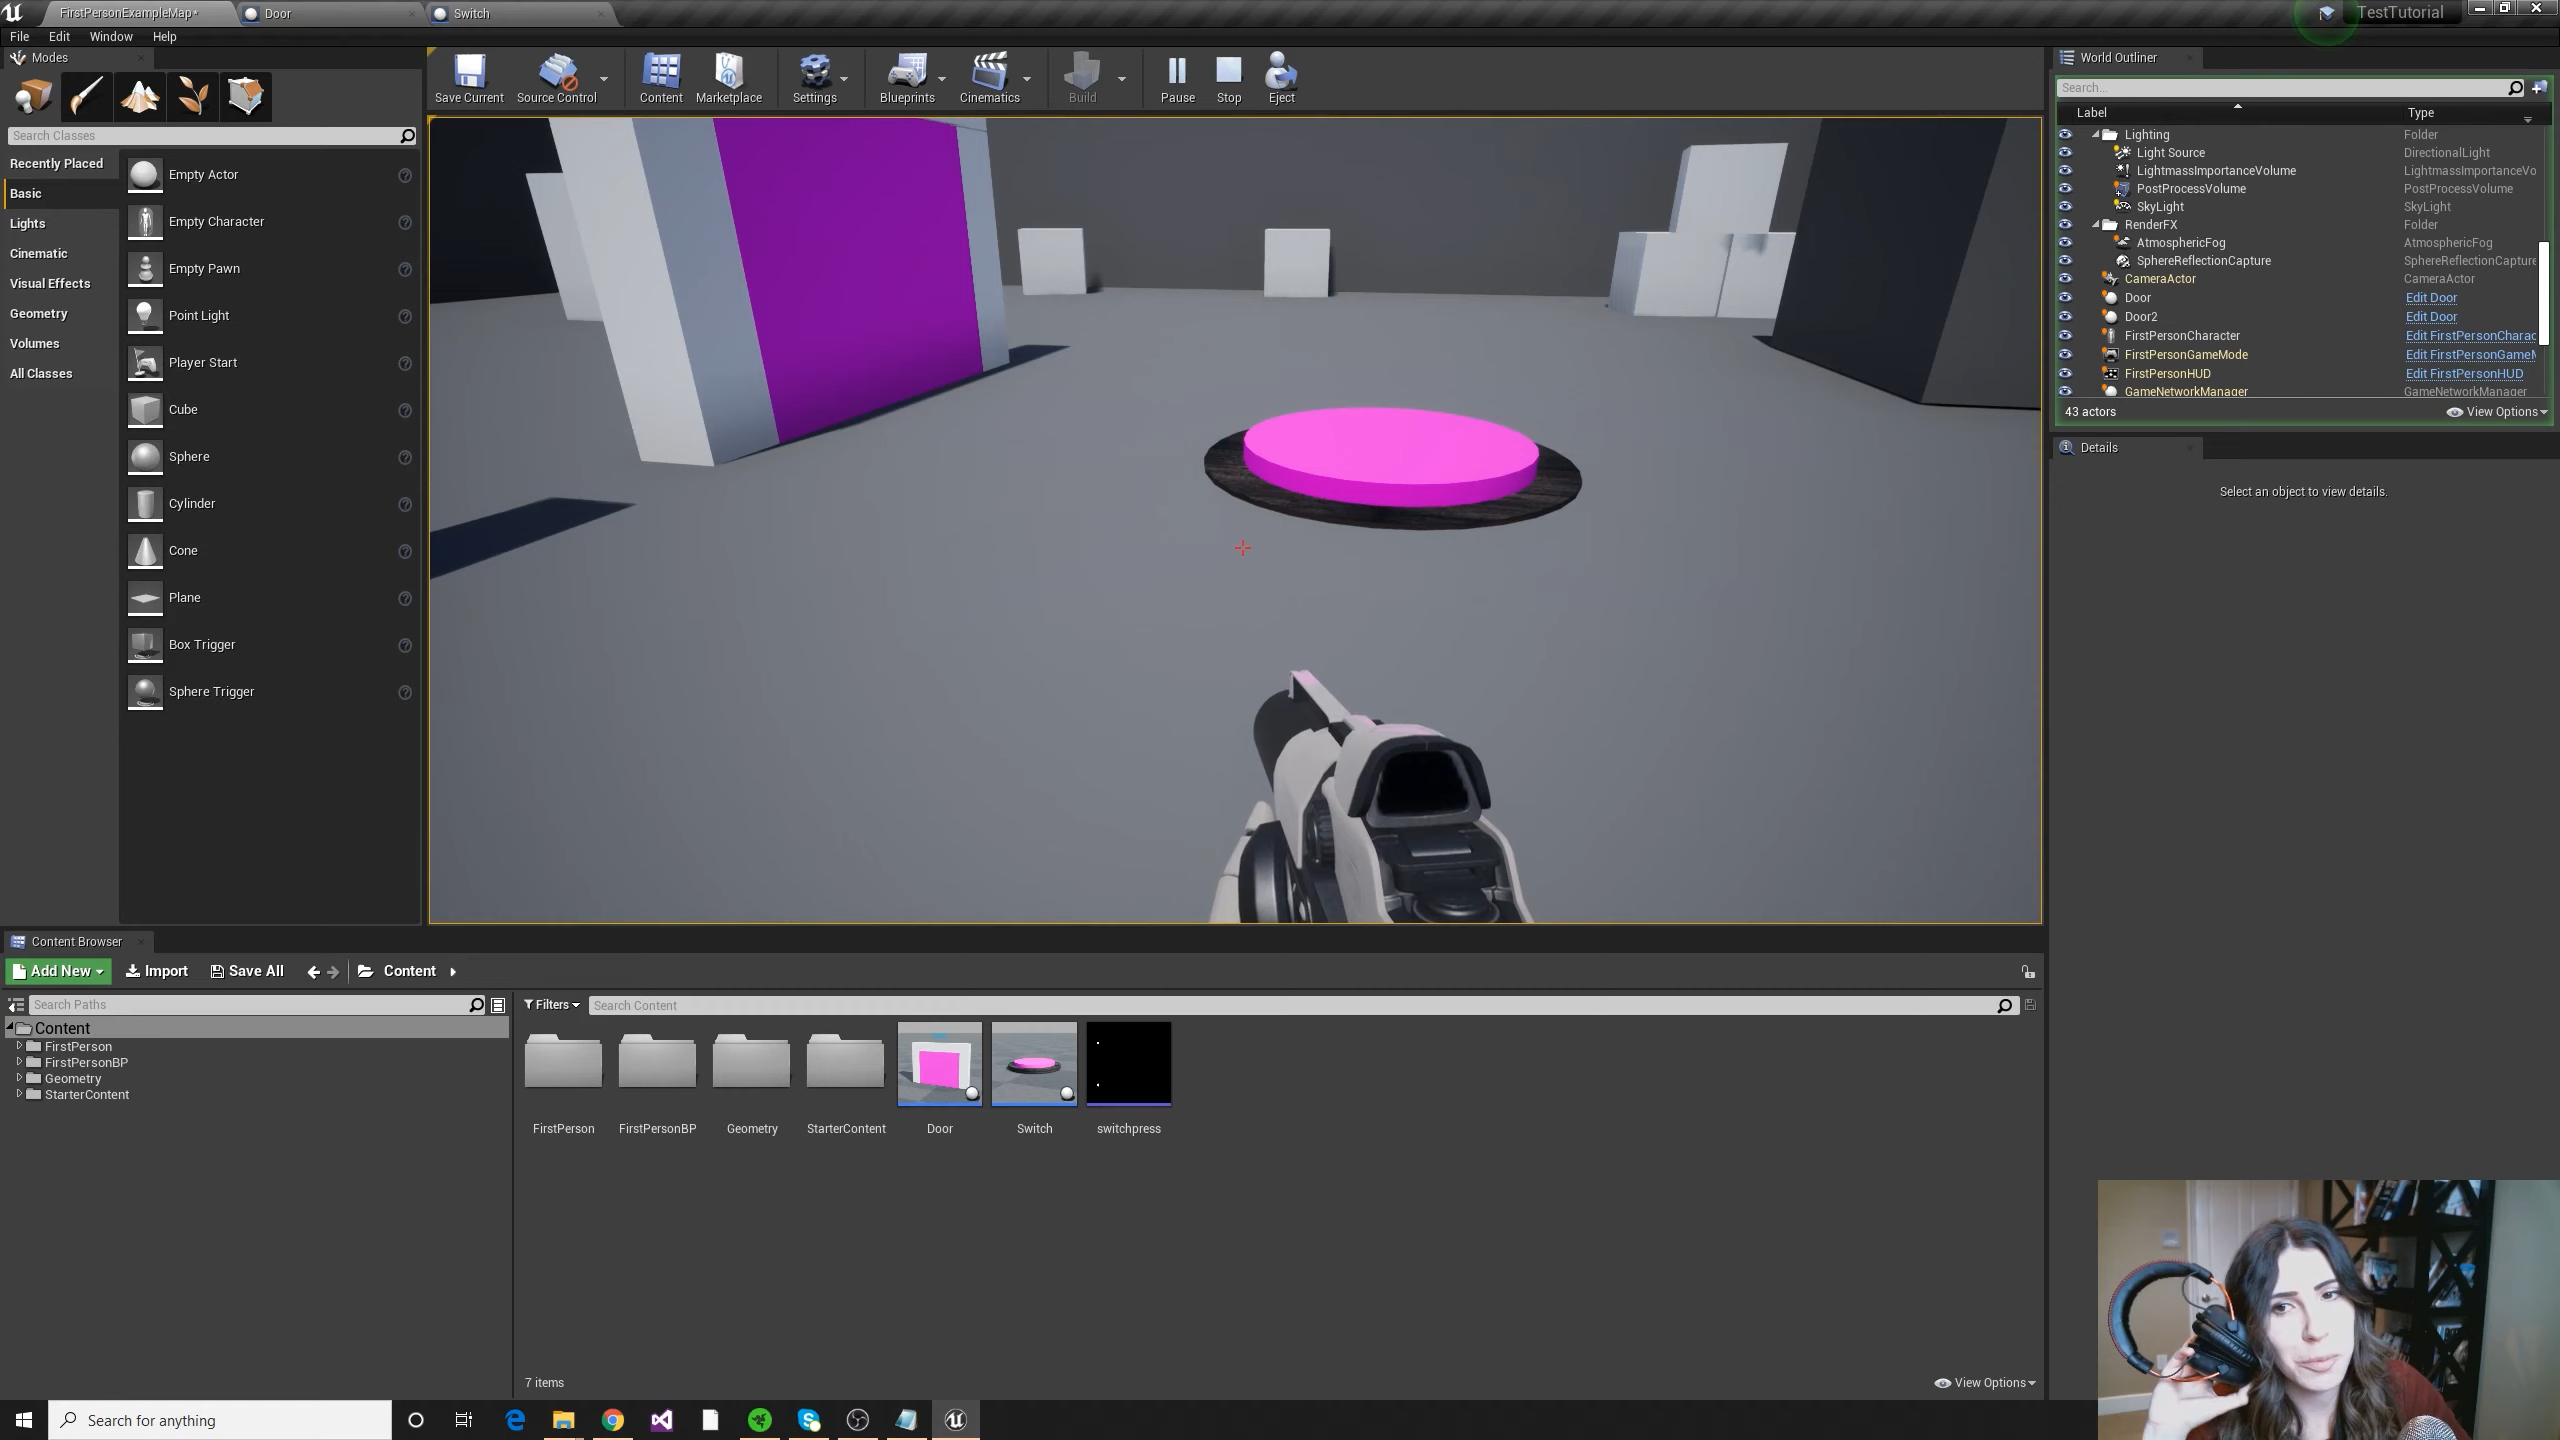 FirstPersonExampleMap*
Door
Switch
TestTutorial
File Edit Window Help
Modes
Search Classes
Recently Placed
Basic
Lights
Cinematic
Visual Effects
Geometry
Volumes
All Classes
Empty Actor
Empty Character
Empty Pawn
Point Light
Player Start
Cube
Sphere
Cylinder
Cone
Plane
Box Trigger
Sphere Trigger
Save Current
Source Control
Content
Marketplace
Settings
Blueprints
Cinematics
Build
Pause
Stop
Eject
World Outliner
Search...
Label Type
Lighting Folder
Light Source DirectionalLight
LightmassImportanceVolume LightmassImportanceVo
PostProcessVolume PostProcessVolume
SkyLight SkyLight
RenderFX Folder
AtmosphericFog AtmosphericFog
SphereReflectionCapture SphereReflectionCapture
CameraActor CameraActor
Door Edit Door
Door2 Edit Door
FirstPersonCharacter Edit FirstPersonCharac
FirstPersonGameMode Edit FirstPersonGameM
FirstPersonHUD Edit FirstPersonHUD
GameNetworkManager GameNetworkManager
43 actors View Options
Details
Select an object to view details.
Content Browser
Add New Import Save All Content
Search Paths
Content
FirstPerson
FirstPersonBP
Geometry
StarterContent
Filters Search Content
FirstPerson
FirstPersonBP
Geometry
StarterContent
Door
Switch
switchpress
7 items
View Options
Search for anything